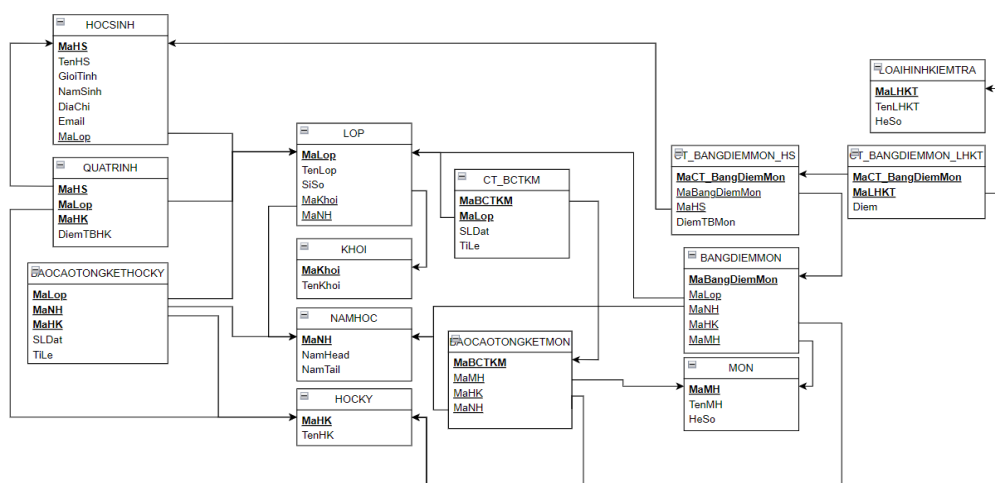 HOCSINH
MaHS
TenHS
GioiTinh
NamSinh
DiaChi
Email
MaLop
QUATRINH
MaHS
MaLop
MaHK
DiemTBHK
BAOCAOTONGKETHOCKY
MaLop
MaNH
MaHK
SLDat
TiLe
LOP
MaLop
TenLop
SiSo
MaKhoi
MaNH
KHOI
MaKhoi
TenKhoi
NAMHOC
MaNH
NamHead
NamTail
HOCKY
MaHK
TenHK
CT_BCTKM
MaBCTKM
MaLop
SLDat
TiLe
BAOCAOTONGKETMON
MaBCTKM
MaMH
MaHK
MaNH
CT_BANGDIEMMON_HS
MaCT_BangDiemMon
MaBangDiemMon
MaHS
DiemTBMon
BANGDIEMMON
MaBangDiemMon
MaLop
MaNH
MaHK
MaMH
MON
MaMH
TenMH
HeSo
LOAIHINHKIEMTRA
MaLHKT
TenLHKT
HeSo
CT_BANGDIEMMON_LHKT
MaCT_BangDiemMon
MaLHKT
Diem